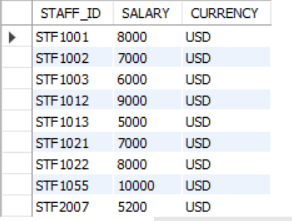 STAFF_ID SALARY CURRENCY
STF1001 8000 USD
STF1002 7000 USD
STF1003 6000 USD
STF1012 9000 USD
STF1013 5000 USD
STF1021 7000 USD
STF1022 8000 USD
STF1055 10000 USD
STF2007 5200 USD